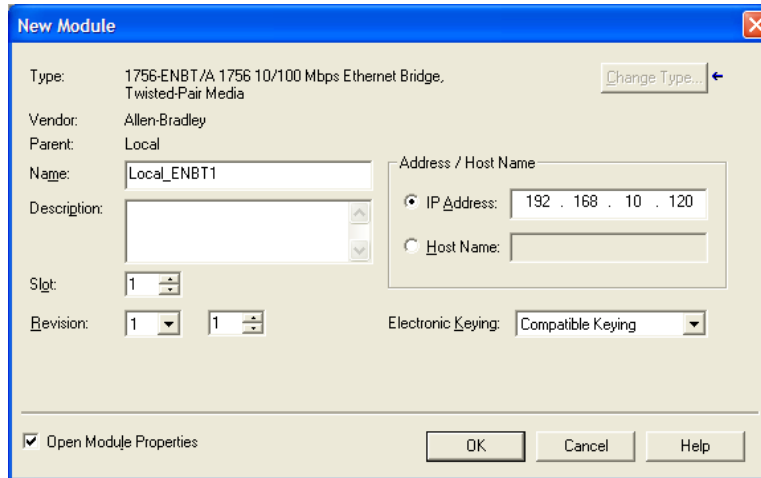 New Module
Type: 1756-ENBT/A 1756 10/100 Mbps Ethernet Bridge,
Twisted-Pair Media
Change Type...
Vendor: Allen-Bradley
Parent: Local
Name: Local_ENBT1
Address / Host Name
Description:
IP Address: 192 . 168 . 10 . 120
Host Name:
Slot: 1
Revision: 1 1
Electronic Keying: Compatible Keying
Open Module Properties
OK Cancel Help